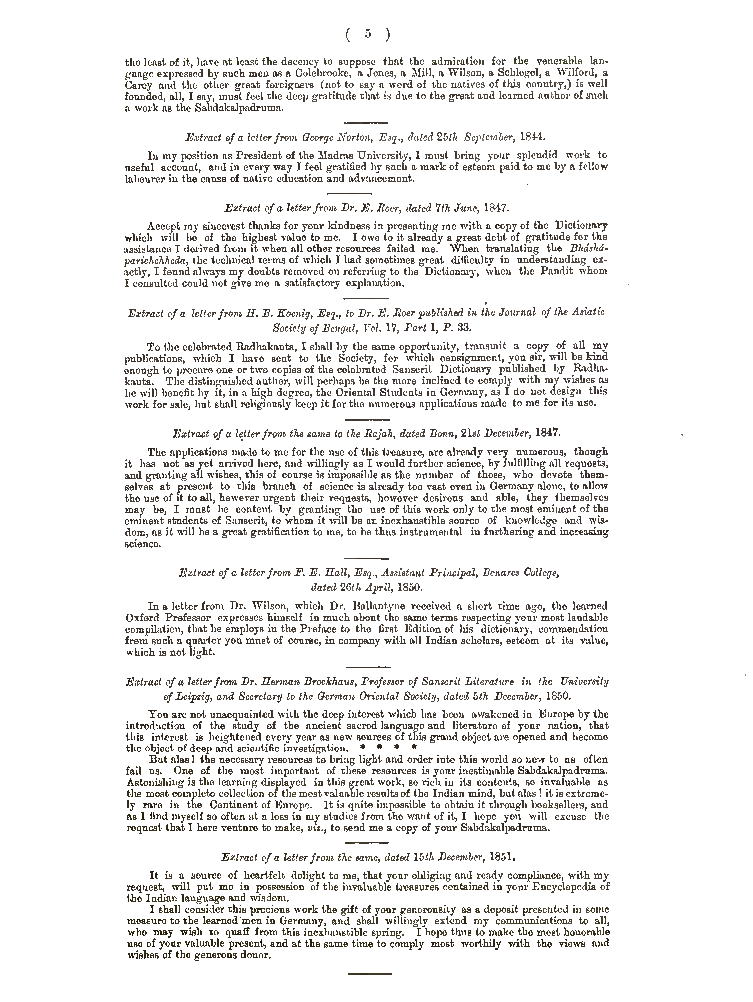 ( 5 )
the least of it, have at least the decency to suppose that the admiration for the venerable lan-
guage expressed by such men as a Colebrooke, a Jones, a Mill, a Wilson, a Schlegel, a Wilford, a
Carey and the other great foreigners (not to say a word of the natives of this country,) is well
founded, all, I say, must feel the deep gratitude that is due to the great and learned author of such
a work as the Sabdakalpadruma.
Extract of a letter from George Norton, Esq., dated 25th September, 1844.
In my position as President of the Madras University, I must bring your splendid work to
useful account, and in every way I feel gratified by such a mark of esteem paid to me by a fellow
labourer in the cause of native education and advancement.
Extract of a letter from Dr. E. Roer, dated 7th June, 1847.
Accept my sincerest thanks for your kindness in presenting me with a copy of the Dictionary
which will be of the highest value to me. I owe to it already a great debt of gratitude for the
assistance I derived from it when all other resources failed me. When translating the Bháshá-
parichchheda, the technical terms of which I had sometimes great difficulty in understanding ex-
actly, I found always my doubts removed on referring to the Dictionary, when the Pandit whom
I consulted could not give me a satisfactory explanation.
Extract of a letter from H. E. Koenig, Esq., to Dr. E. Roer published in the Journal of the Asiatic
Society of Bengal, Vol. 17, Part 1, P. 33.
To the celebrated Radhakanta, I shall by the same opportunity, transmit a copy of all my
publications, which I have sent to the Society, for which consignment, you sir, will be kind
enough to procure one or two copies of the celebrated Sanscrit Dictionary published by Radha-
kanta. The distinguished author, will perhaps be the more inclined to comply with my wishes as
he will benefit by it, in a high degree, the Oriental Students in Germany, as I do not design this
work for sale, but shall religiously keep it for the numerous applications made to me for its use.
Extract of a letter from the same to the Rajah, dated Bonn, 21st December, 1847.
The applications made to me for the use of this treasure, are already very numerous, though
it has not as yet arrived here, and willingly as I would further science, by fulfilling all requests,
and granting all wishes, this of course is impossible as the number of those, who devote them-
selves at present to this branch of science is already too vast even in Germany alone, to allow
the use of it to all, however urgent their requests, however desirous and able, they themselves
may be, I must be content by granting the use of this work only to the most eminent of the
eminent students of Sanscrit, to whom it will be an inexhaustible source of knowledge and wis-
dom, as it will be a great gratification to me, to be thus instrumental in furthering and increasing
science.
Extract of a letter from F. E. Hall, Esq., Assistant Principal, Benares College,
dated 26th April, 1850.
In a letter from Dr. Wilson, which Dr. Ballantyne received a short time ago, the learned
Oxford Professor expresses himself in much about the same terms respecting your most laudable
compilation, that he employs in the Preface to the first Edition of his dictionary, commendation
from such a quarter you must of course, in company with all Indian scholars, esteem at its value,
which is not light.
Extract of a letter from Dr. Herman Brockhaus, Professor of Sanscrit Literature in the University
of Leipzig, and Secretary to the German Oriental Society, dated 5th December, 1850.
You are not unacquainted with the deep interest which has been awakened in Europe by the
introduction of the study of the ancient sacred language and literature of your nation, that
this interest is heightened every year as new sources of this grand object are opened and become
the object of deep and scientific investigation. * * * *
But alas! the necessary resources to bring light and order into this world so new to us often
fail us. One of the most important of these resources is your inestimable Sabdakalpadruma.
Astonishing is the learning displayed in this great work, so rich in its contents, so invaluable as
the most complete collection of the most valuable results of the Indian mind, but alas! it is extreme-
ly rare in the Continent of Europe. It is quite impossible to obtain it through booksellers, and
as I find myself so often at a loss in my studies from the want of it, I hope you will excuse the
request that I here venture to make, viz., to send me a copy of your Sabdakalpadruma.
Extract of a letter from the same, dated 15th December, 1851.
It is a source of heartfelt delight to me, that your obliging and ready compliance, with my
request, will put me in possession of the invaluable treasures contained in your Encyclopedia of
the Indian language and wisdom.
I shall consider this precious work the gift of your generousity as a deposit presented in some
measure to the learned men in Germany, and shall willingly extend my communications to all,
who may wish to quaff from this inexhaustible spring. I hope thus to make the most honorable
use of your valuable present, and at the same time to comply most worthily with the views and
wishes of the generous donor.